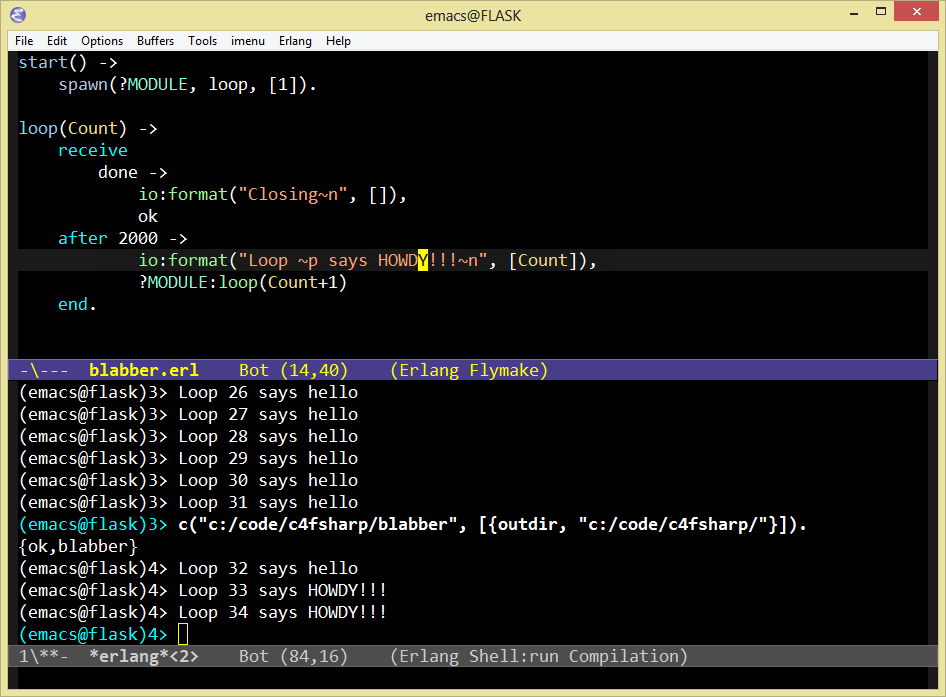 emacs@FLASK
File Edit Options Buffers Tools imenu Erlang Help
start() ->
    spawn(?MODULE, loop, [1]).

loop(Count) ->
    receive
        done ->
            io:format("Closing~n", []),
            ok
    after 2000 ->
            io:format("Loop ~p says HOWDY!!!~n", [Count]),
            ?MODULE:loop(Count+1)
    end.

-\--- blabber.erl Bot (14,40) (Erlang Flymake)
(emacs@flask)3> Loop 26 says hello
(emacs@flask)3> Loop 27 says hello
(emacs@flask)3> Loop 28 says hello
(emacs@flask)3> Loop 29 says hello
(emacs@flask)3> Loop 30 says hello
(emacs@flask)3> Loop 31 says hello
(emacs@flask)3> c("c:/code/c4fsharp/blabber", [{outdir, "c:/code/c4fsharp/"}]).
{ok,blabber}
(emacs@flask)4> Loop 32 says hello
(emacs@flask)4> Loop 33 says HOWDY!!!
(emacs@flask)4> Loop 34 says HOWDY!!!
(emacs@flask)4>
1\**- *erlang*<2> Bot (84,16) (Erlang Shell:run Compilation)